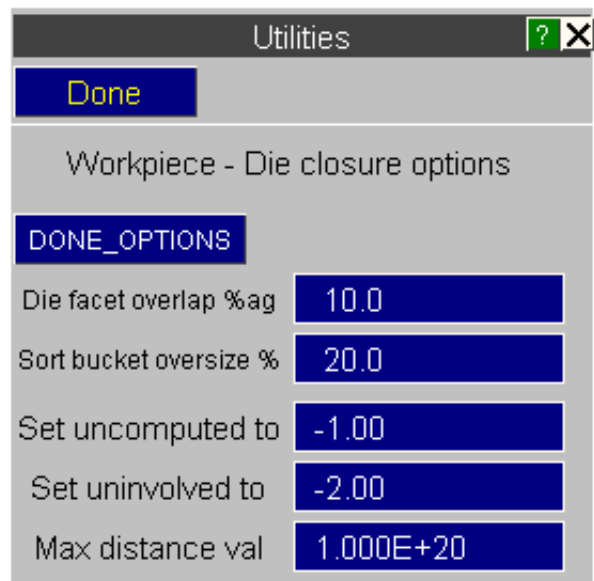 Utilities ?
Done
Workpiece - Die closure options
DONE_OPTIONS
Die facet overlap %ag 10.0
Sort bucket oversize % 20.0
Set uncomputed to -1.00
Set uninvolved to -2.00
Max distance val 1.000E+20